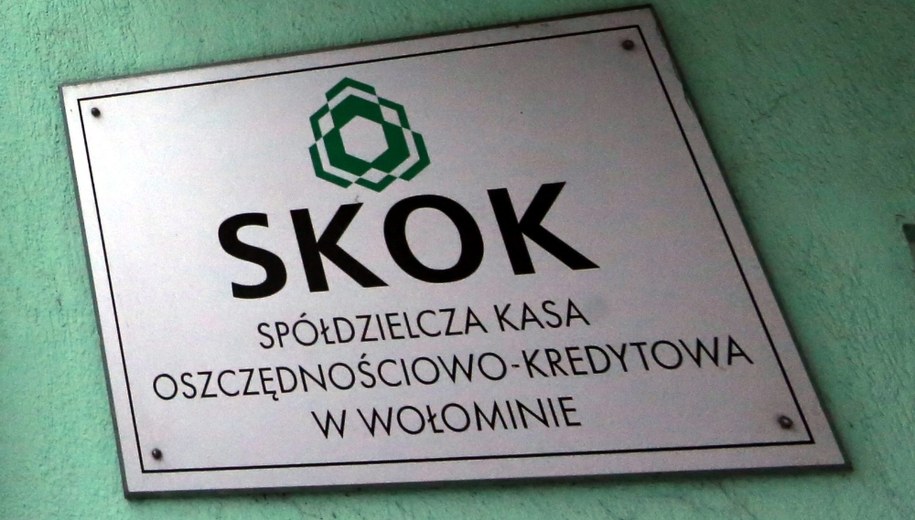 SKOK
SPÓŁDZIELCZA KASA
OSZCZĘDNOŚCIOWO-KREDYTOWA
W WOŁOMINIE